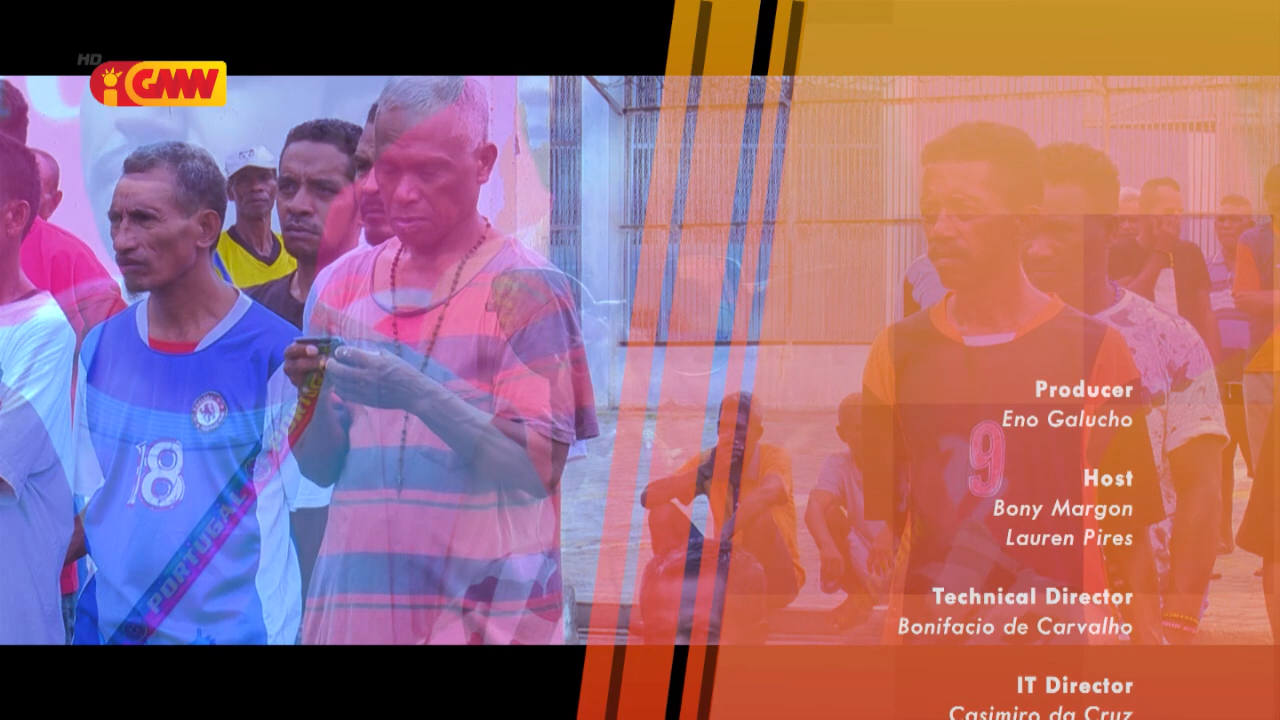 HD
GMN
18
PORTUGAL
9
Producer
Eno Galucho
Host
Bony Margon
Lauren Pires
Technical Director
Bonifacio de Carvalho
IT Director
Casimiro da Cruz